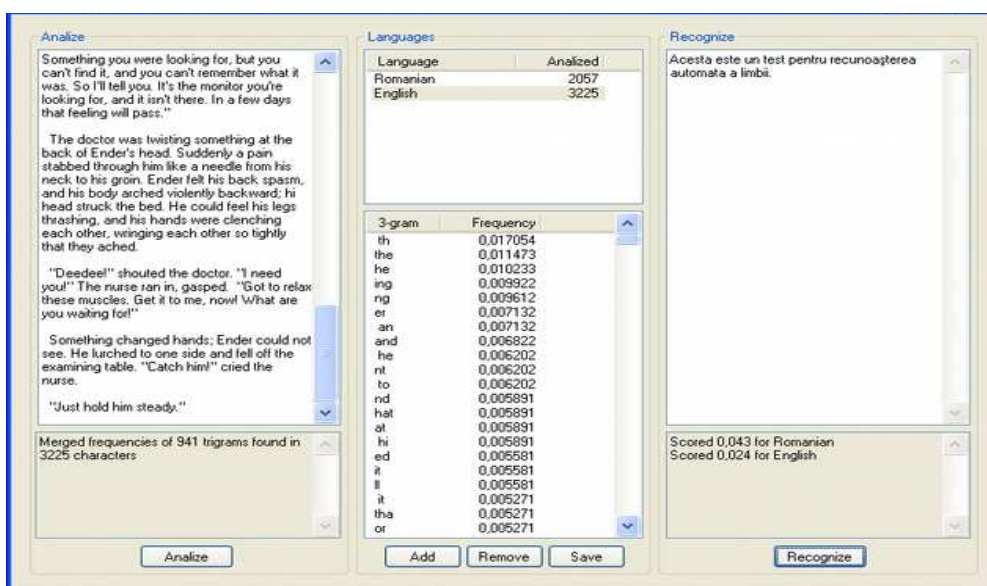 Analize
Something you were looking for, but you
can't find it, and you can't remember what it
was. So I'll tell you. It's the monitor you're
looking for, and it isn't there. In a few days
that feeling will pass."
The doctor was twisting something at the
back of Ender's head. Suddenly a pain
stabbed through him like a needle from his
neck to his groin. Ender felt his back spasm,
and his body arched violently backward; hi
head struck the bed. He could feel his legs
thrashing, and his hands were clenching
each other, wringing each other so tightly
that they ached.
"Deedee!" shouted the doctor. "I need
you!" The nurse ran in, gasped. "Got to relax
these muscles. Get it to me, now! What are
you waiting for!"
Something changed hands; Ender could not
see. He lurched to one side and fell off the
examining table. "Catch him!" cried the
nurse.
"Just hold him steady."
Merged frequencies of 941 trigrams found in
3225 characters
Analize
Languages
Language Analized
Romanian 2057
English 3225
3-gram Frequency
th 0,017054
the 0,011473
he 0,010233
ing 0,009922
ng 0,009612
er 0,007132
an 0,007132
and 0,006822
he 0,006202
nt 0,006202
to 0,006202
nd 0,005891
hat 0,005891
at 0,005891
hi 0,005891
ed 0,005581
it 0,005581
ll 0,005581
it 0,005271
tha 0,005271
or 0,005271
Add Remove Save
Recognize
Acesta este un test pentru recunoaşterea
automata a limbii.
Scored 0,043 for Romanian
Scored 0,024 for English
Recognize